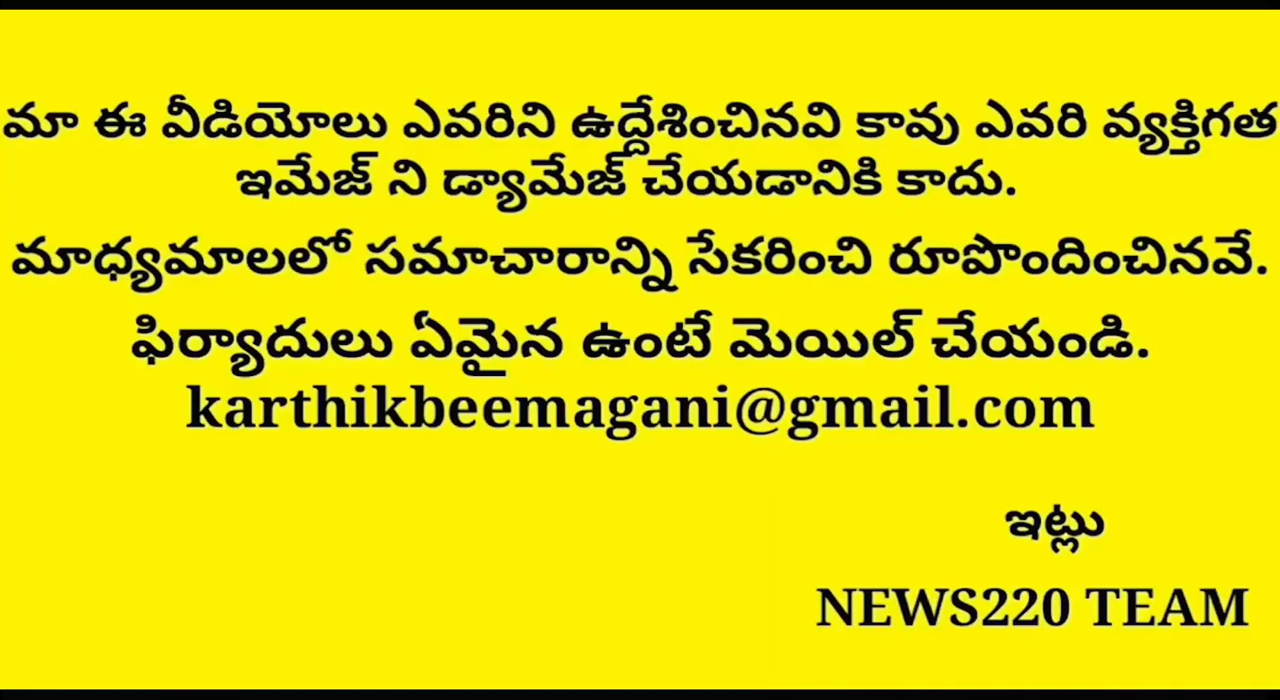 మా ఈ వీడియోలు ఎవరిని ఉద్దేశించినవి కావు ఎవరి వ్యక్తిగత
ఇమేజ్ ని డ్యామేజ్ చేయడానికి కాదు.
మాధ్యమాలలో సమాచారాన్ని సేకరించి రూపొందించినవే.
ఫిర్యాదులు ఏమైన ఉంటే మెయిల్ చేయండి.
karthikbeemagani@gmail.com
ఇట్లు
NEWS220 TEAM